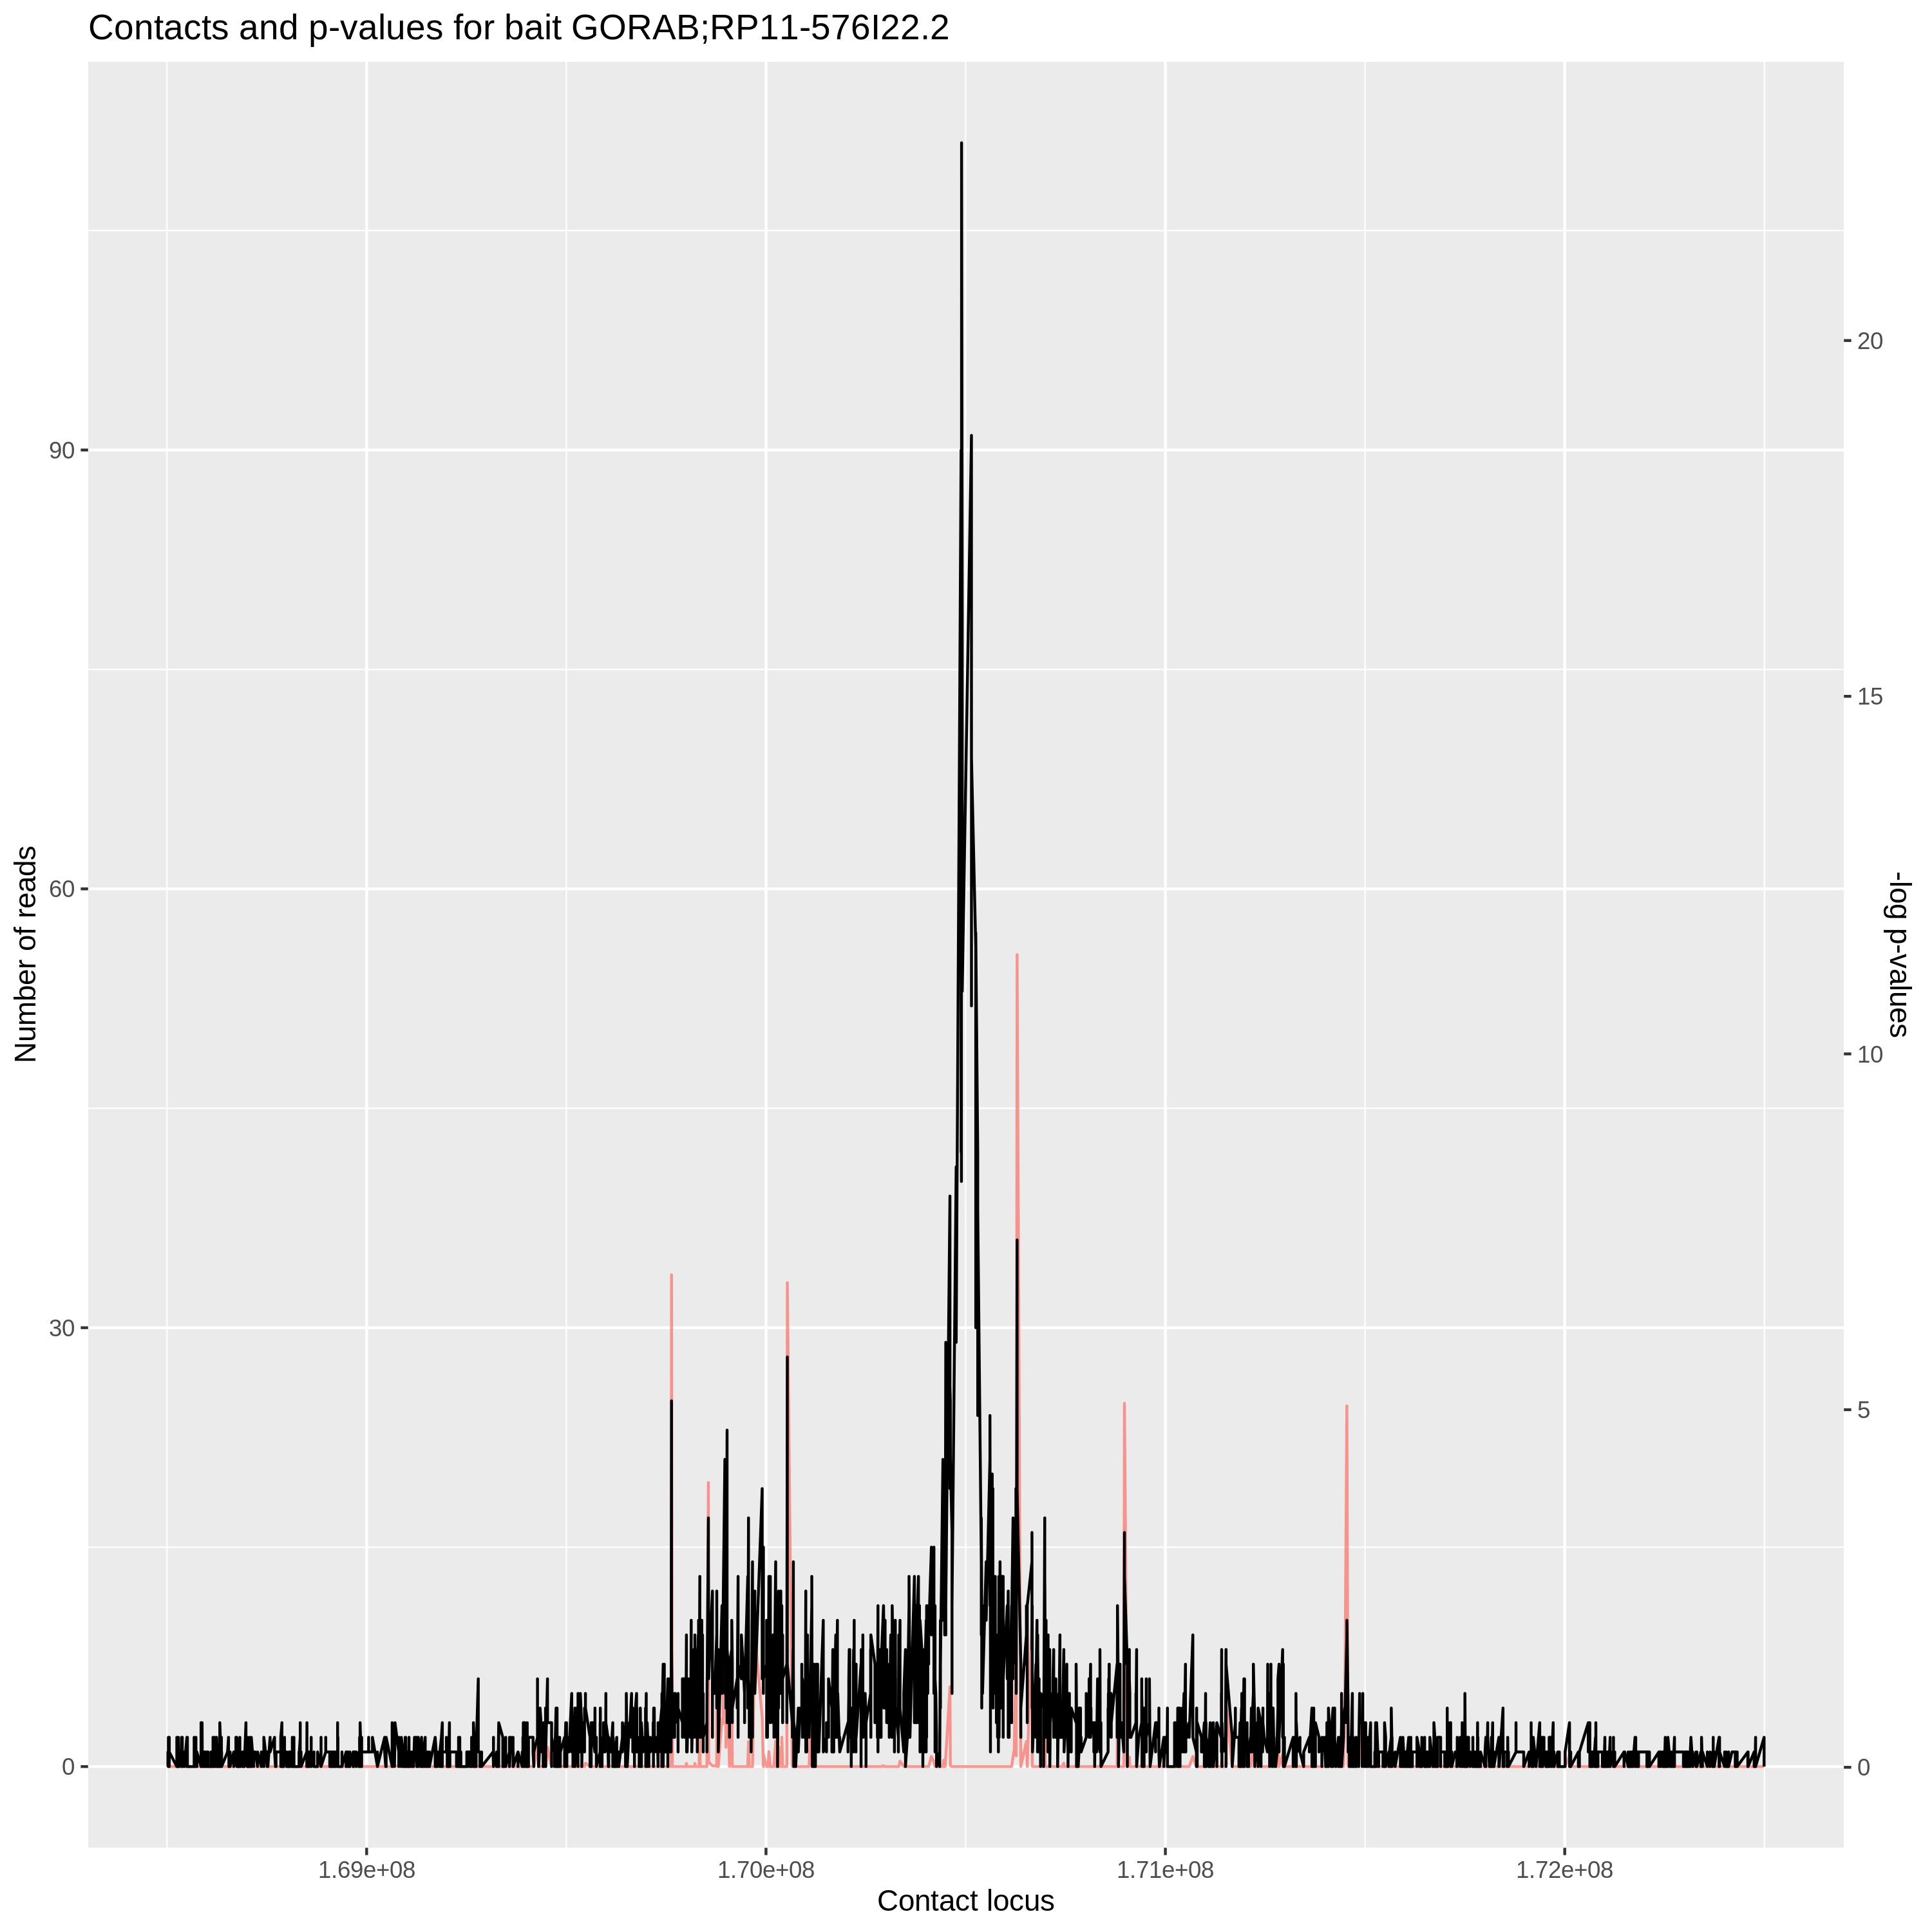 Contacts and p-values for bait GORAB;RP11-576I22.2
Number of reads
90
60
30
0
20
15
10
5
0
-log p-values
1.69e+08
1.70e+08
1.71e+08
1.72e+08
Contact locus